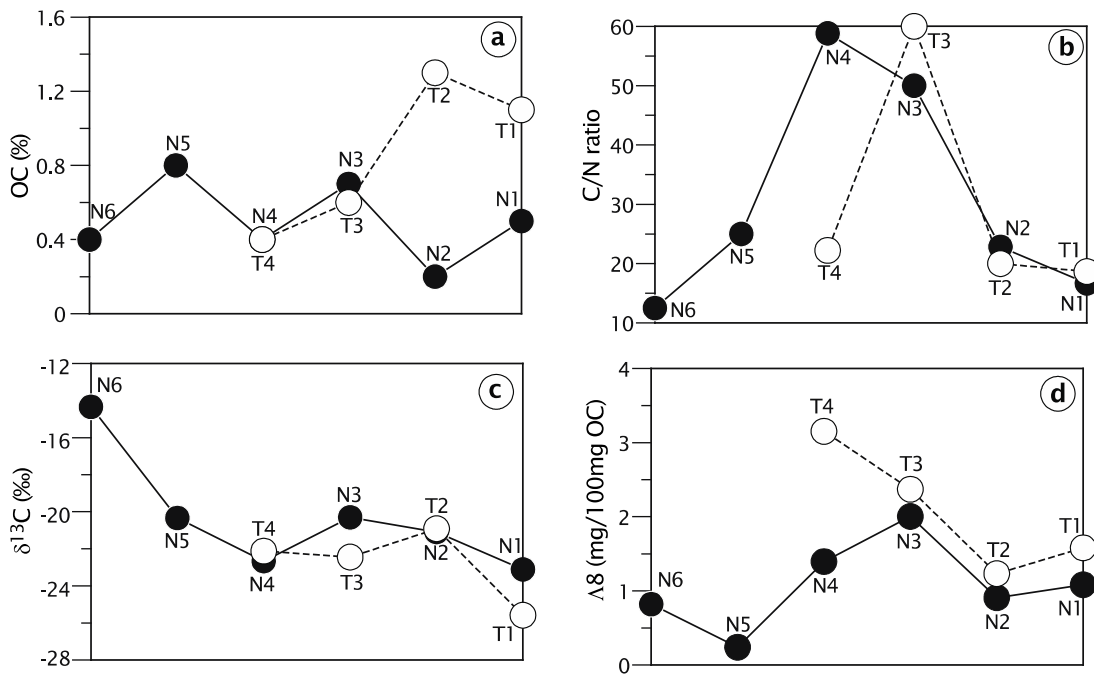 a
OC (%)
1.6
1.2
0.8
0.4
0
N6
N5
N4
T4
N3
T3
T2
N2
T1
N1
b
C/N ratio
60
50
40
30
20
10
N6
N5
N4
T4
T3
N3
N2
T2
T1
N1
c
δ13C (‰)
-12
-16
-20
-24
-28
N6
N5
T4
N4
N3
T3
T2
N2
N1
T1
d
Λ8 (mg/100mg OC)
4
3
2
1
0
N6
N5
T4
N4
T3
N3
T2
N2
T1
N1